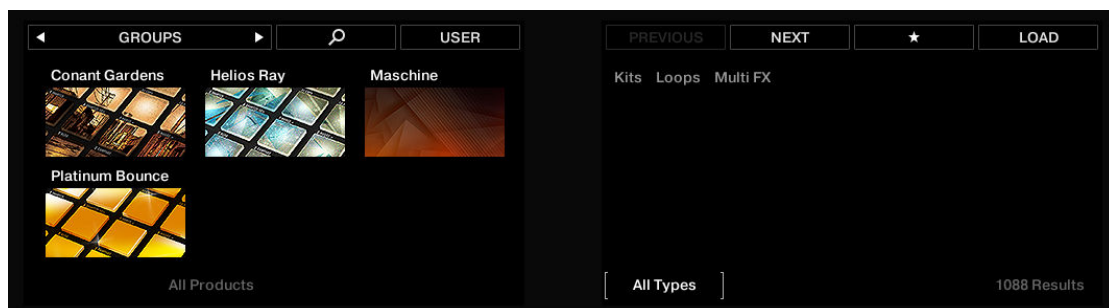 GROUPS USER
Conant Gardens Helios Ray Maschine
Platinum Bounce
All Products
PREVIOUS NEXT LOAD
Kits Loops Multi FX
All Types 1088 Results